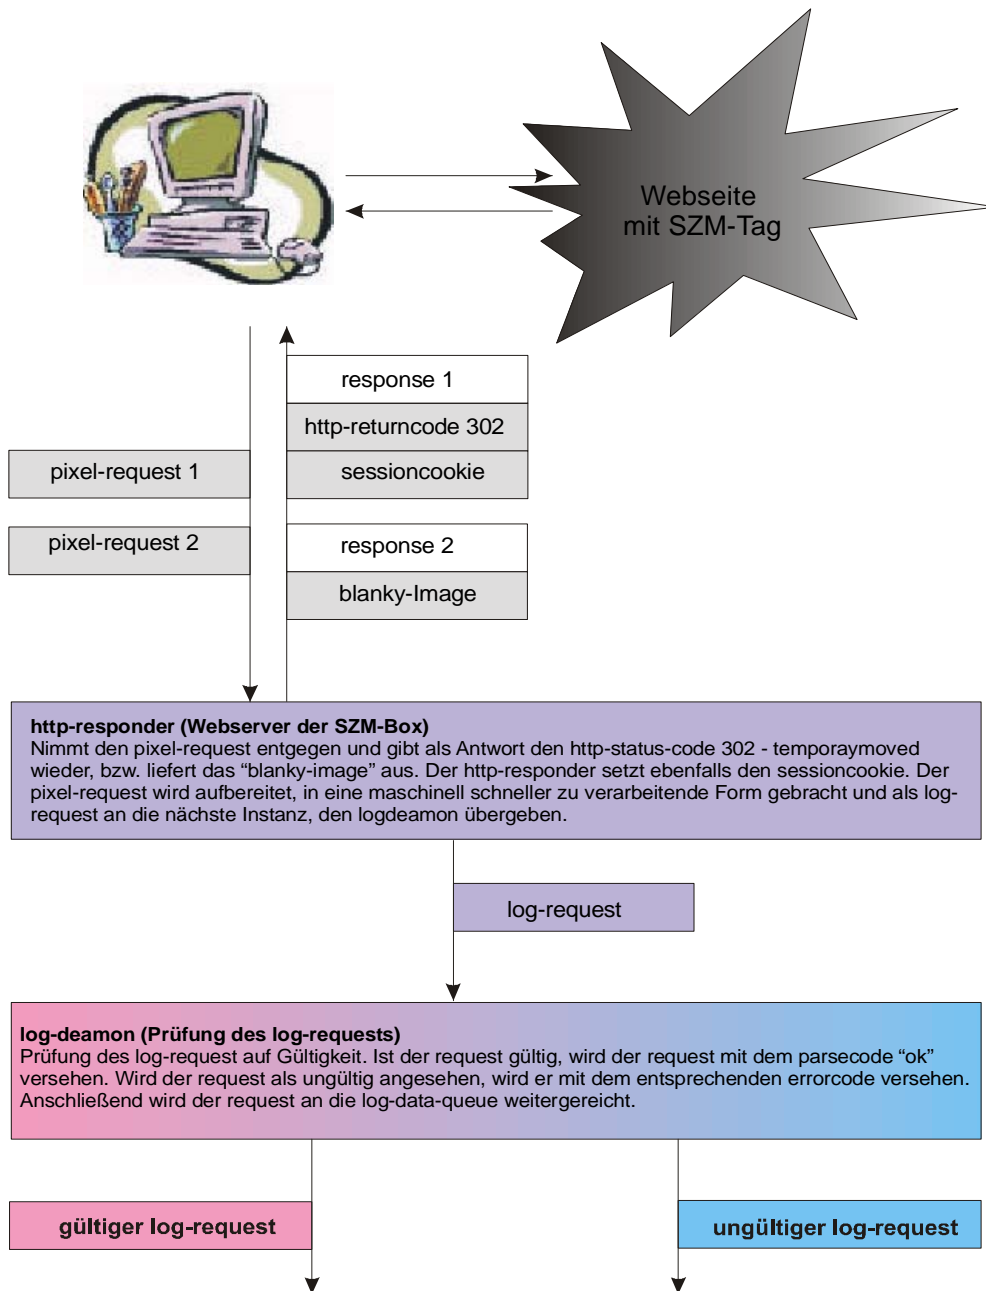 Webseite
mit SZM-Tag
response 1
http-returncode 302
pixel-request 1
sessioncookie
pixel-request 2
response 2
blanky-Image
http-responder (Webserver der SZM-Box)
Nimmt den pixel-request entgegen und gibt als Antwort den http-status-code 302 - temporaymoved
wieder, bzw. liefert das “blanky-image” aus. Der http-responder setzt ebenfalls den sessioncookie. Der
pixel-request wird aufbereitet, in eine maschinell schneller zu verarbeitende Form gebracht und als log-
request an die nächste Instanz, den logdeamon übergeben.
log-request
log-deamon (Prüfung des log-requests)
Prüfung des log-request auf Gültigkeit. Ist der request gültig, wird der request mit dem parsecode “ok”
versehen. Wird der request als ungültig angesehen, wird er mit dem entsprechenden errorcode versehen.
Anschließend wird der request an die log-data-queue weitergereicht.
gültiger log-request
ungültiger log-request